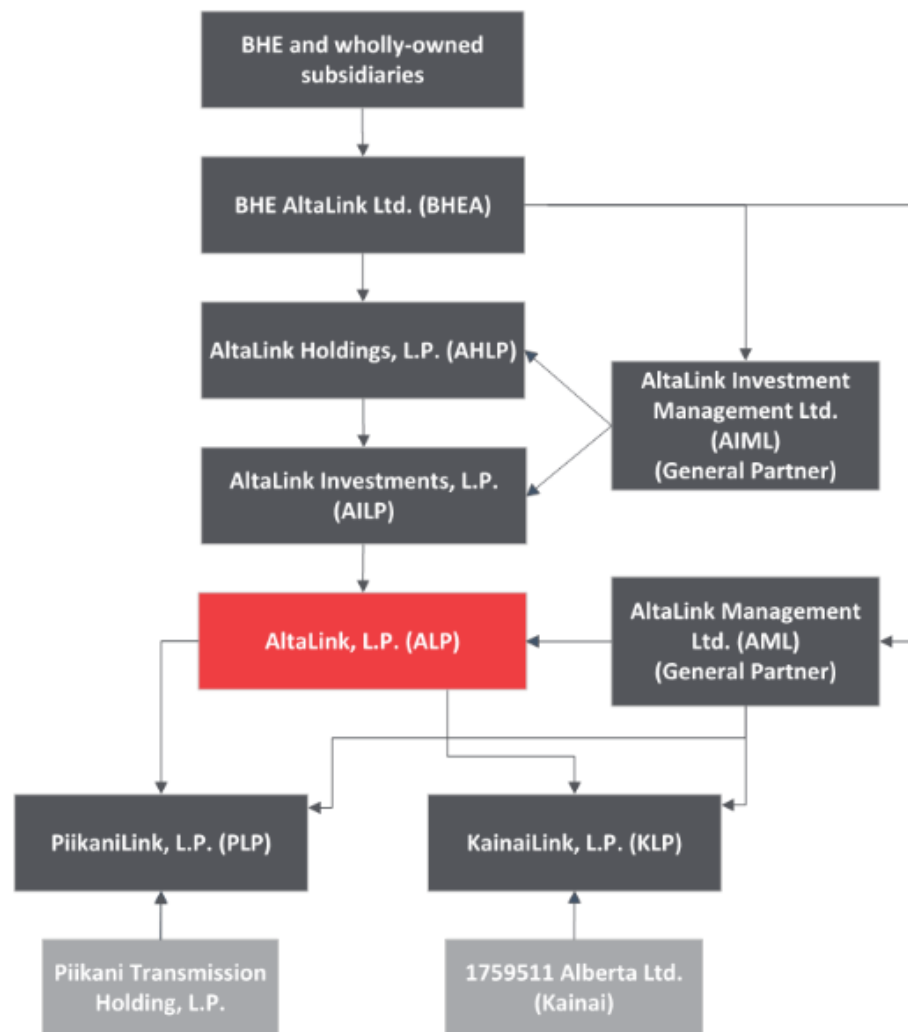 BHE and wholly-owned
subsidiaries
BHE AltaLink Ltd. (BHEA)
AltaLink Holdings, L.P. (AHLP)
AltaLink Investment
Management Ltd.
(AIML)
(General Partner)
AltaLink Investments, L.P.
(AILP)
AltaLink, L.P. (ALP)
AltaLink Management
Ltd. (AML)
(General Partner)
PiikaniLink, L.P. (PLP)
KainaiLink, L.P. (KLP)
Piikani Transmission
Holding, L.P.
1759511 Alberta Ltd.
(Kainai)